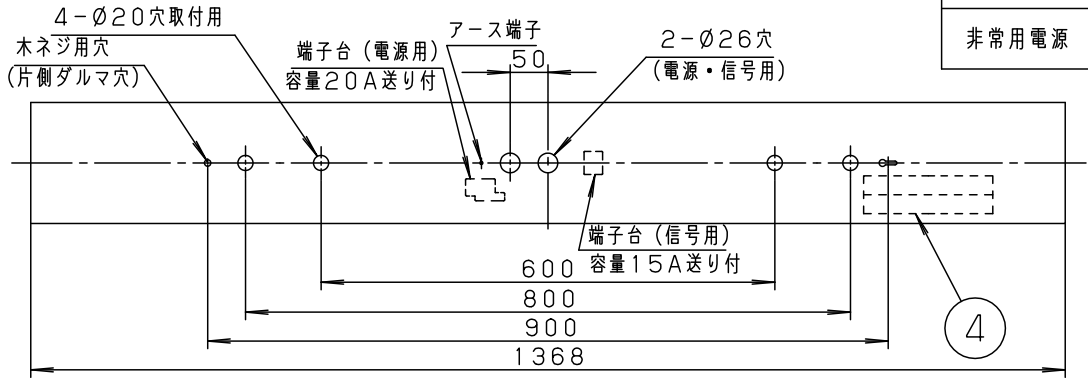 4-Ø20穴取付用
木ネジ用穴
(片側ダルマ穴)
端子台 (電源用)
容量20A送り付
アース端子
50
2-Ø26穴
(電源・信号用)
非常用電源
端子台 (信号用)
容量15A送り付
600
800
900
1368
4